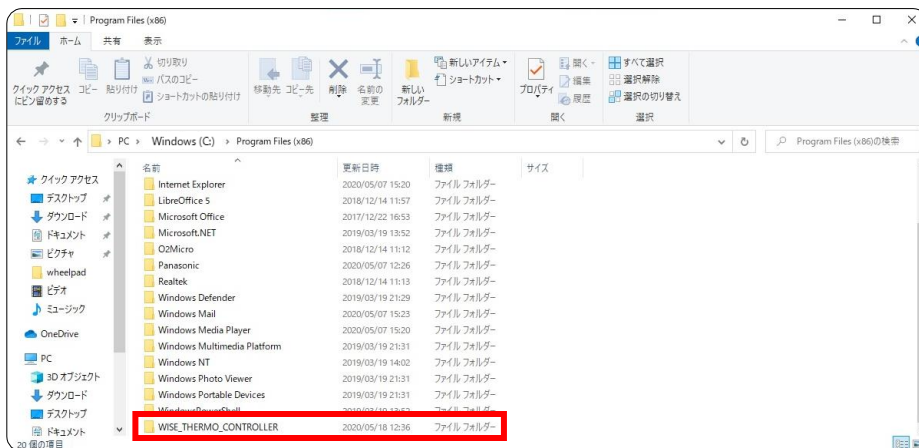 Program Files (x86)
ファイル ホーム 共有 表示
クイック アクセス
にピン留めする
コピー
貼り付け
切り取り
パスのコピー
ショートカットの貼り付け
クリップボード
移動先 コピー先 削除 名前の
変更
整理
新しい
フォルダー
新しいアイテム
ショートカット
新規
プロパティ
開く
編集
履歴
開く
すべて選択
選択解除
選択の切り替え
選択
PC › Windows (C:) › Program Files (x86)
Program Files (x86)の検索
クイック アクセス
デスクトップ
ダウンロード
ドキュメント
ピクチャ
wheelpad
ビデオ
ミュージック
OneDrive
PC
3D オブジェクト
ダウンロード
デスクトップ
ドキュメント
名前 更新日時 種類 サイズ
Internet Explorer 2020/05/07 15:20 ファイル フォルダー
LibreOffice 5 2018/12/14 11:57 ファイル フォルダー
Microsoft Office 2017/12/22 16:53 ファイル フォルダー
Microsoft.NET 2019/03/19 13:52 ファイル フォルダー
O2Micro 2018/12/14 11:12 ファイル フォルダー
Panasonic 2020/05/07 12:26 ファイル フォルダー
Realtek 2018/12/14 11:13 ファイル フォルダー
Windows Defender 2019/03/19 21:29 ファイル フォルダー
Windows Mail 2020/05/07 15:23 ファイル フォルダー
Windows Media Player 2020/05/07 15:20 ファイル フォルダー
Windows Multimedia Platform 2019/03/19 21:31 ファイル フォルダー
Windows NT 2019/03/19 14:02 ファイル フォルダー
Windows Photo Viewer 2019/03/19 21:31 ファイル フォルダー
Windows Portable Devices 2019/03/19 21:31 ファイル フォルダー
WindowsPowerShell 2019/03/19 13:52 ファイル フォルダー
WISE_THERMO_CONTROLLER 2020/05/18 12:36 ファイル フォルダー
20 個の項目